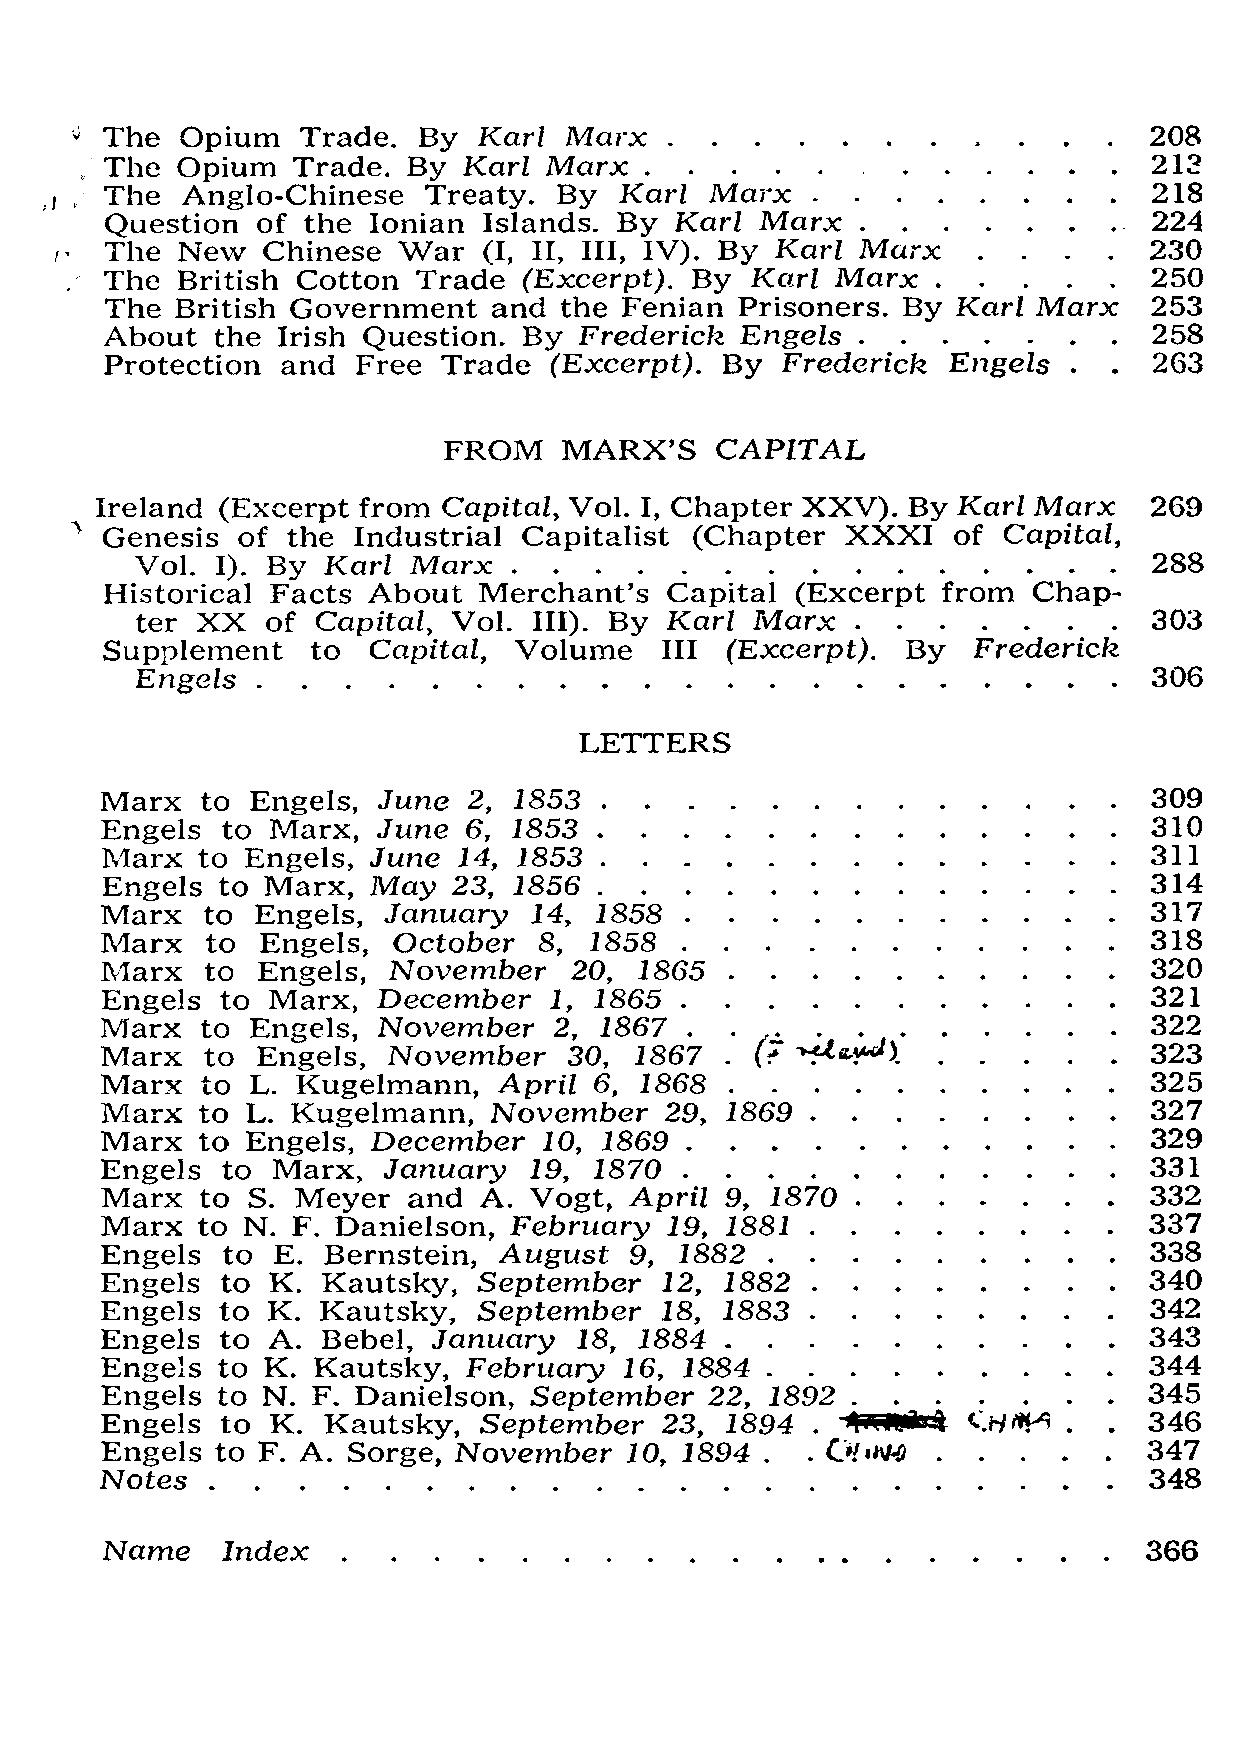 The Opium Trade. By Karl Marx . . . . . . . . . . . 208
The Opium Trade. By Karl Marx . . . . . . . . . . . 212
The Anglo-Chinese Treaty. By Karl Marx . . . . . . . . 218
Question of the Ionian Islands. By Karl Marx . . . . . . . 224
The New Chinese War (I, II, III, IV). By Karl Marx . . . . 230
The British Cotton Trade (Excerpt). By Karl Marx . . . . . 250
The British Government and the Fenian Prisoners. By Karl Marx 253
About the Irish Question. By Frederick Engels . . . . . . . 258
Protection and Free Trade (Excerpt). By Frederick Engels . . 263
FROM MARX'S CAPITAL
Ireland (Excerpt from Capital, Vol. I, Chapter XXV). By Karl Marx 269
Genesis of the Industrial Capitalist (Chapter XXXI of Capital,
Vol. I). By Karl Marx . . . . . . . . . . . . . . . 288
Historical Facts About Merchant's Capital (Excerpt from Chap-
ter XX of Capital, Vol. III). By Karl Marx . . . . . . . 303
Supplement to Capital, Volume III (Excerpt). By Frederick
Engels . . . . . . . . . . . . . . . . . . . . . 306
LETTERS
Marx to Engels, June 2, 1853 . . . . . . . . . . . . . 309
Engels to Marx, June 6, 1853 . . . . . . . . . . . . . 310
Marx to Engels, June 14, 1853 . . . . . . . . . . . . . 311
Engels to Marx, May 23, 1856 . . . . . . . . . . . . . 314
Marx to Engels, January 14, 1858 . . . . . . . . . . . 317
Marx to Engels, October 8, 1858 . . . . . . . . . . . 318
Marx to Engels, November 20, 1865 . . . . . . . . . . 320
Engels to Marx, December 1, 1865 . . . . . . . . . . . 321
Marx to Engels, November 2, 1867 . . . . . . . . . . . 322
Marx to Engels, November 30, 1867 . . . . . . 323
Marx to L. Kugelmann, April 6, 1868 . . . . . . . . . . 325
Marx to L. Kugelmann, November 29, 1869 . . . . . . . . 327
Marx to Engels, December 10, 1869 . . . . . . . . . . . 329
Engels to Marx, January 19, 1870 . . . . . . . . . . . 331
Marx to S. Meyer and A. Vogt, April 9, 1870 . . . . . . . 332
Marx to N. F. Danielson, February 19, 1881 . . . . . . . . 337
Engels to E. Bernstein, August 9, 1882 . . . . . . . . . 338
Engels to K. Kautsky, September 12, 1882 . . . . . . . . 340
Engels to K. Kautsky, September 18, 1883 . . . . . . . . 342
Engels to A. Bebel, January 18, 1884 . . . . . . . . . . 343
Engels to K. Kautsky, February 16, 1884 . . . . . . . . . 344
Engels to N. F. Danielson, September 22, 1892 . . . . . . . 345
Engels to K. Kautsky, September 23, 1894 . CHINA . . 346
Engels to F. A. Sorge, November 10, 1894 . . CHINA . . . . . 347
Notes . . . . . . . . . . . . . . . . . . . . . . 348
Name Index . . . . . . . . . . . . . . . . . . . 366